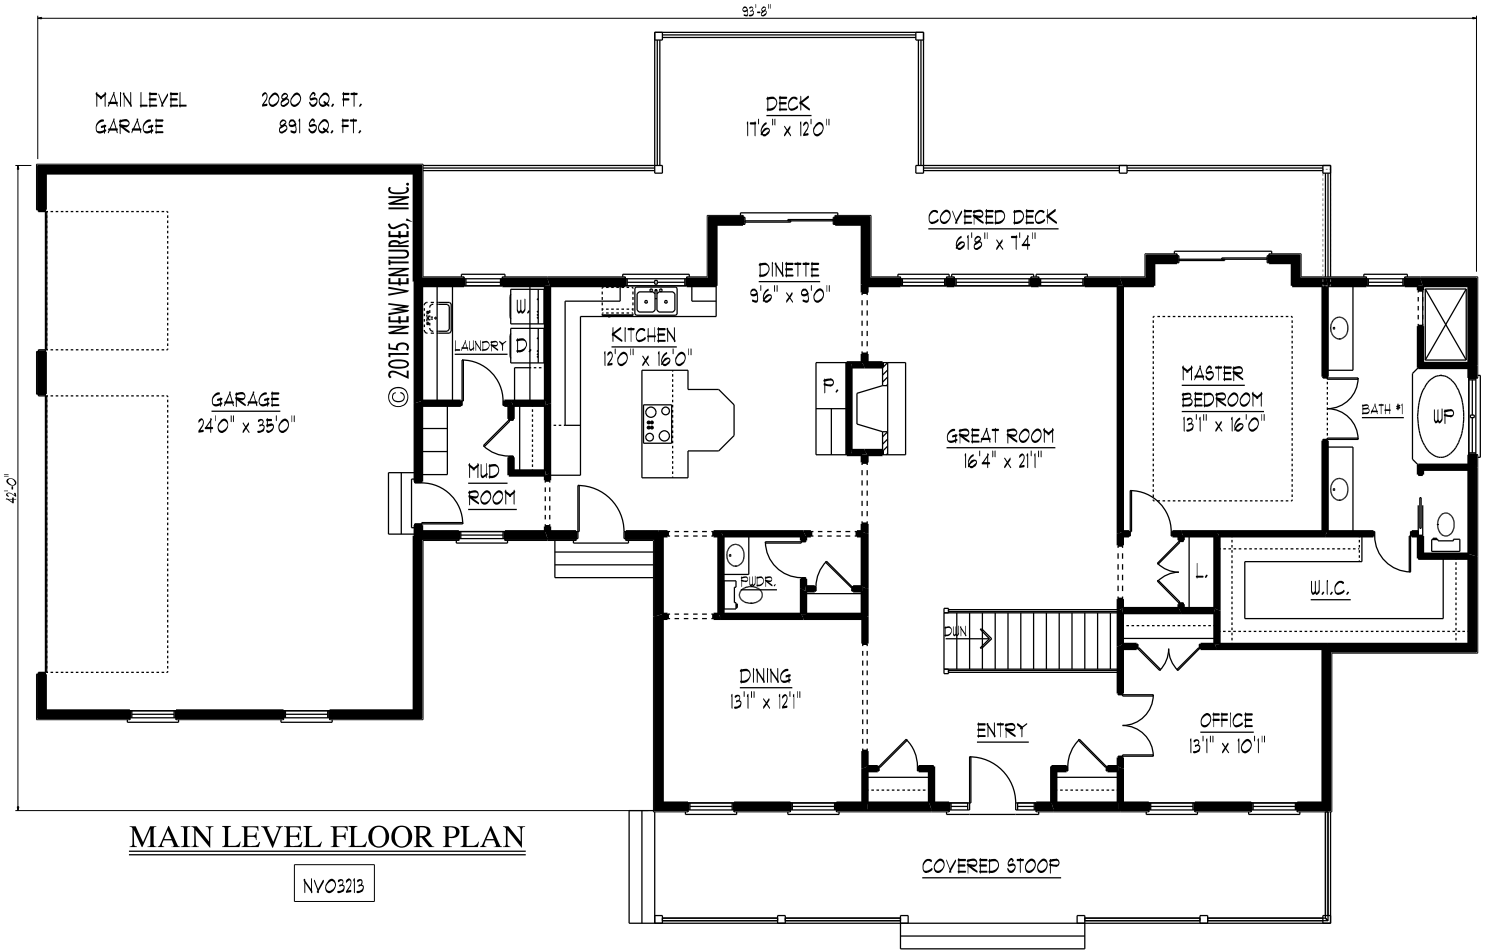 93'-8"
MAIN LEVEL 2080 SQ. FT.
GARAGE 891 SQ. FT.
DECK
17'6" x 12'0"
COVERED DECK
61'8" x 7'4"
© 2015 NEW VENTURES, INC.
DINETTE
9'6" x 9'0"
W.
D.
LAUNDRY
KITCHEN
12'0" x 16'0"
P.
GARAGE
24'0" x 35'0"
MASTER
BEDROOM
13'1" x 16'0"
BATH #1
WP
GREAT ROOM
16'4" x 21'1"
MUD
ROOM
42'-0"
PWDR.
L.
W.I.C.
DWN
DINING
13'1" x 12'1"
ENTRY
OFFICE
13'1" x 10'1"
MAIN LEVEL FLOOR PLAN
NVO3213
COVERED STOOP